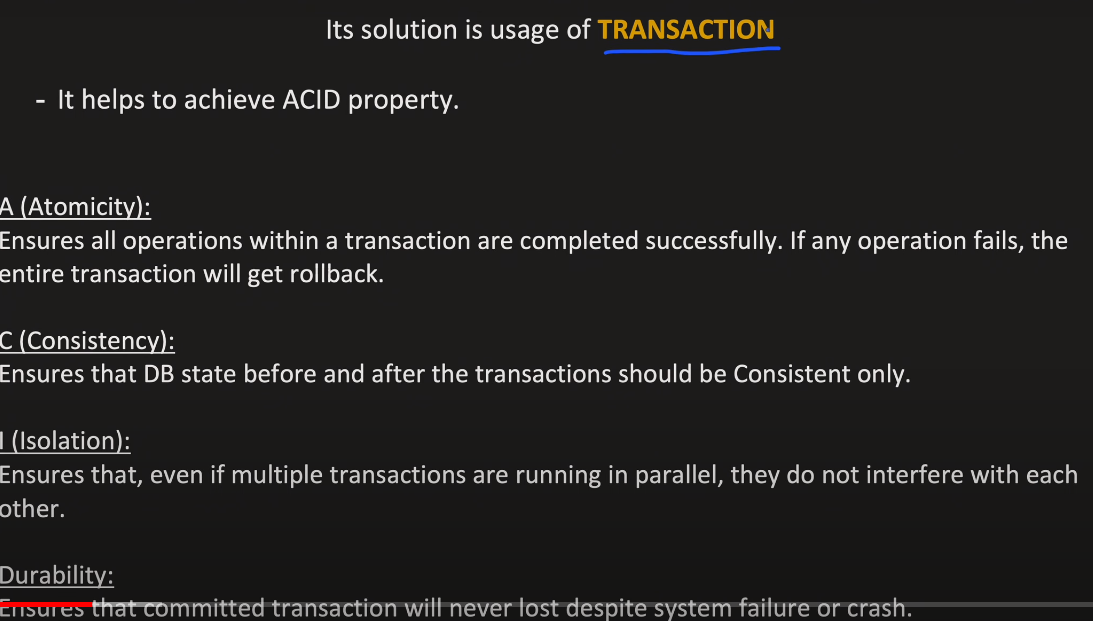 Its solution is usage of TRANSACTION
- It helps to achieve ACID property.
A (Atomicity):
Ensures all operations within a transaction are completed successfully. If any operation fails, the
entire transaction will get rollback.
C (Consistency):
Ensures that DB state before and after the transactions should be Consistent only.
I (Isolation):
Ensures that, even if multiple transactions are running in parallel, they do not interfere with each
other.
Durability:
Ensures that committed transaction will never lost despite system failure or crash.